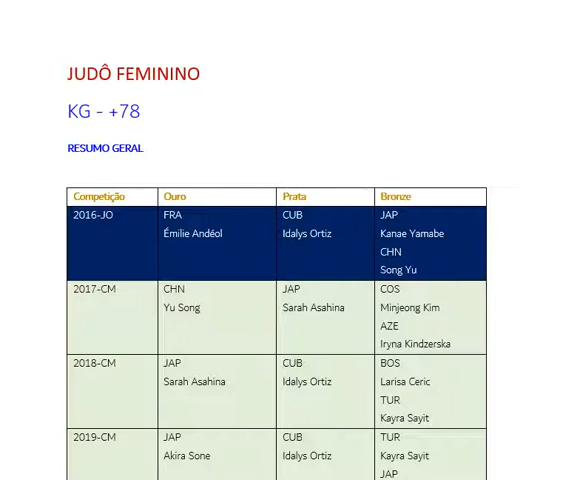 JUDÔ FEMININO
KG - +78
RESUMO GERAL
Competição Ouro Prata Bronze
2016-JO FRA CUB JAP
Émilie Andéol Idalys Ortiz Kanae Yamabe
CHN
Song Yu
2017-CM CHN JAP COS
Yu Song Sarah Asahina Minjeong Kim
AZE
Iryna Kindzerska
2018-CM JAP CUB BOS
Sarah Asahina Idalys Ortiz Larisa Ceric
TUR
Kayra Sayit
2019-CM JAP CUB TUR
Akira Sone Idalys Ortiz Kayra Sayit
JAP